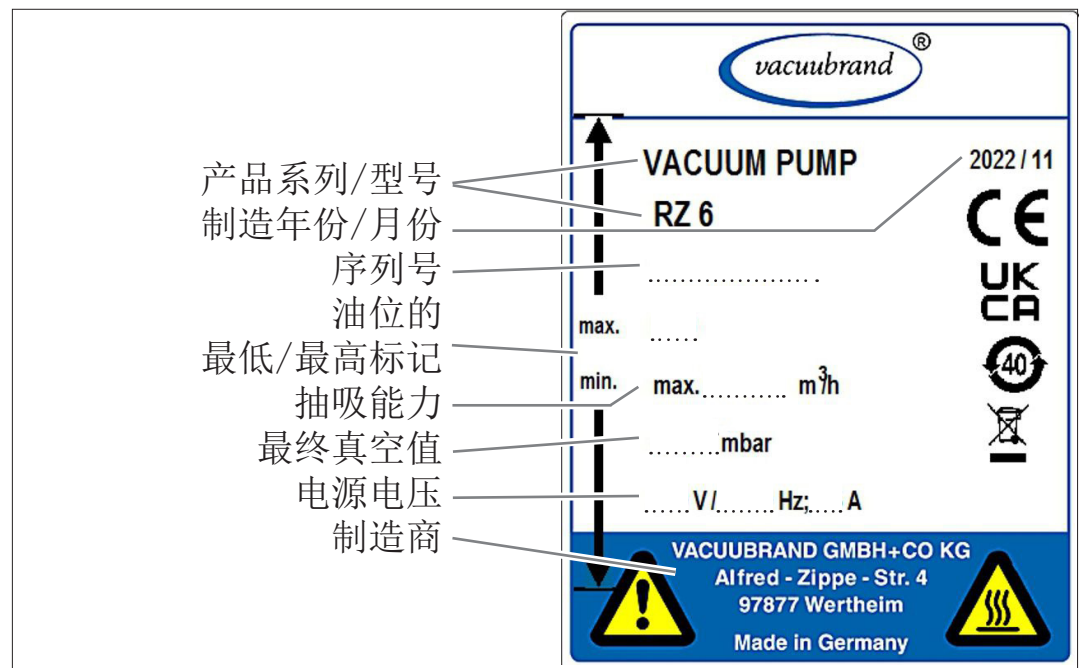 产品系列/型号
制造年份/月份
序列号
油位的
最低/最高标记
抽吸能力
最终真空值
电源电压
制造商
vacuubrand ®
VACUUM PUMP
2022 / 11
RZ 6
CE
UK
CA
...................
max.
......
40
min.
max........... m³/h
.......mbar
.....V /....... Hz;.... A
VACUUBRAND GMBH+CO KG
Alfred - Zippe - Str. 4
97877 Wertheim
Made in Germany